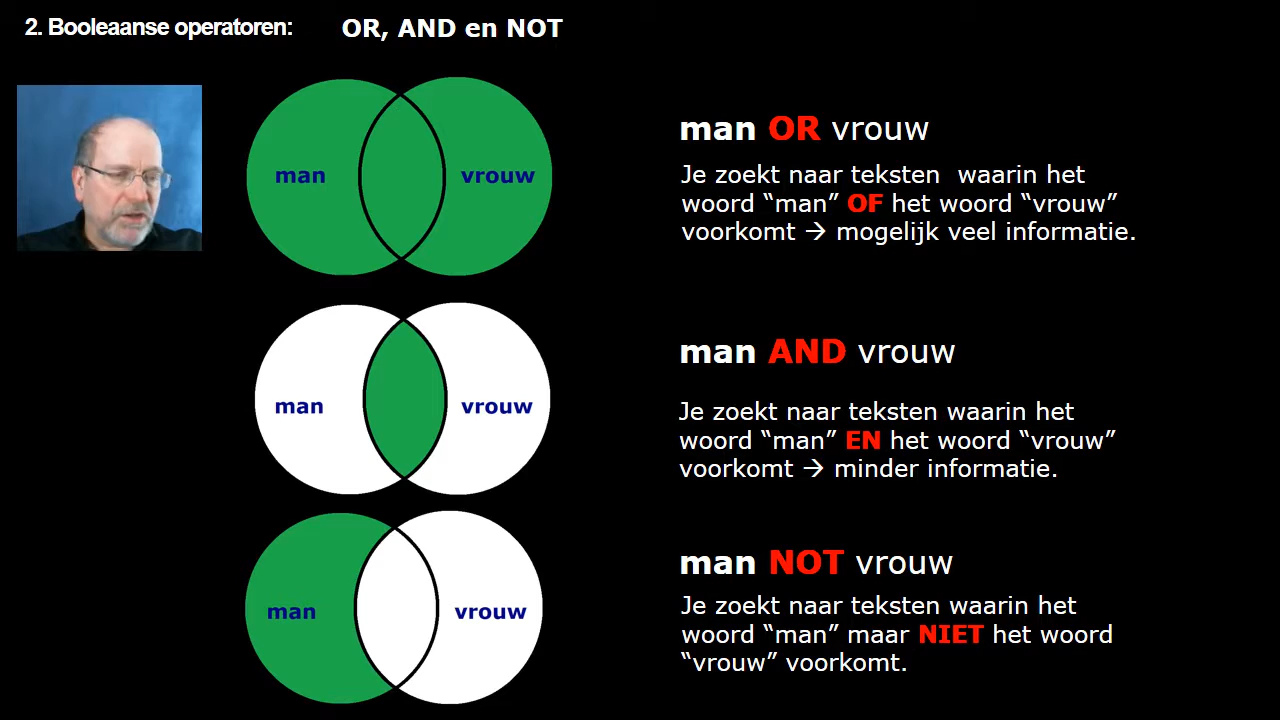 2. Booleaanse operatoren: OR, AND en NOT
man vrouw
man OR vrouw
Je zoekt naar teksten  waarin het
woord “man” OF het woord “vrouw”
voorkomt → mogelijk veel informatie.
man vrouw
man AND vrouw
Je zoekt naar teksten waarin het
woord “man” EN het woord “vrouw”
voorkomt → minder informatie.
man vrouw
man NOT vrouw
Je zoekt naar teksten waarin het
woord “man” maar NIET het woord
“vrouw” voorkomt.